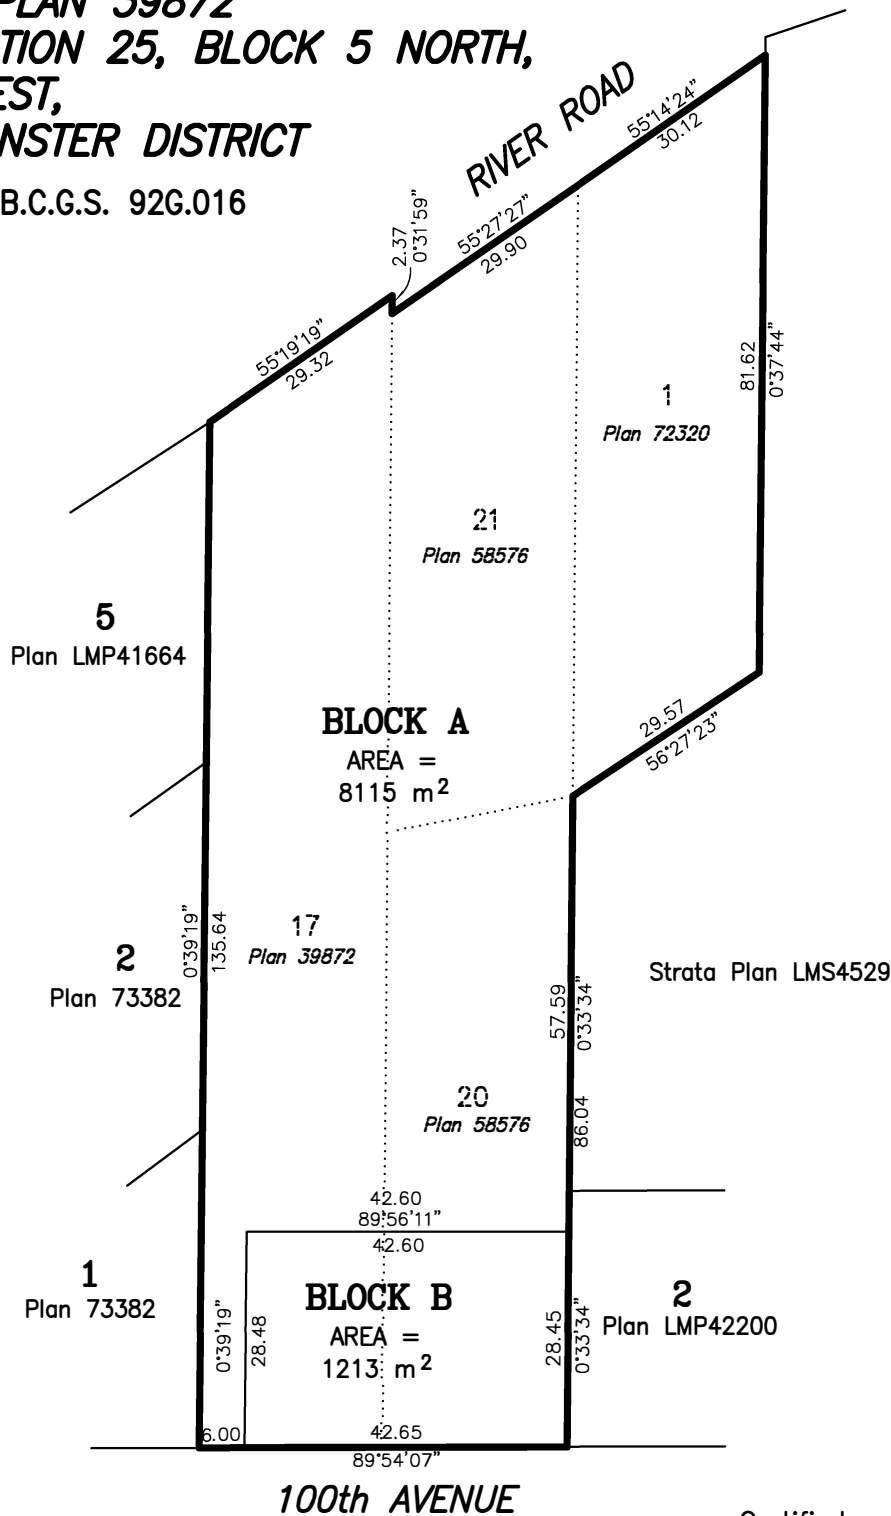 PLAN 39872
TION 25, BLOCK 5 NORTH,
EST,
NSTER DISTRICT
B.C.G.S. 92G.016
RIVER ROAD
55°14'24"
30.12
2.37
0°31'59"
55°27'27"
29.90
55°19'19"
29.32
81.62
0°37'44"
1
Plan 72320
21
Plan 58576
5
Plan LMP41664
BLOCK A
AREA =
8115 m²
29.57
56°27'23"
0°39'19"
135.64
17
Plan 39872
2
Plan 73382
Strata Plan LMS4529
57.59
0°33'34"
86.04
20
Plan 58576
42.60
89°56'11"
42.60
1
Plan 73382
BLOCK B
AREA =
1213 m²
0°39'19"
28.48
28.45
0°33'34"
2
Plan LMP42200
6.00
42.65
89°54'07"
100th AVENUE